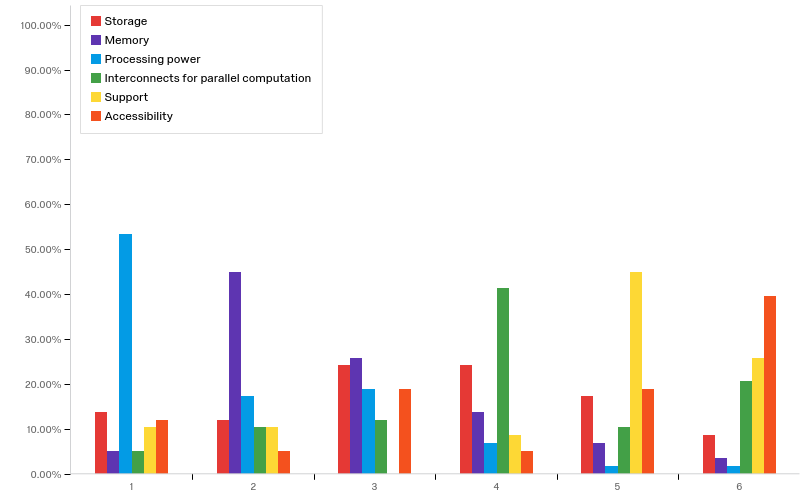 Storage
Memory
Processing power
Interconnects for parallel computation
Support
Accessibility
100.00%
90.00%
80.00%
70.00%
60.00%
50.00%
40.00%
30.00%
20.00%
10.00%
0.00%
1 2 3 4 5 6